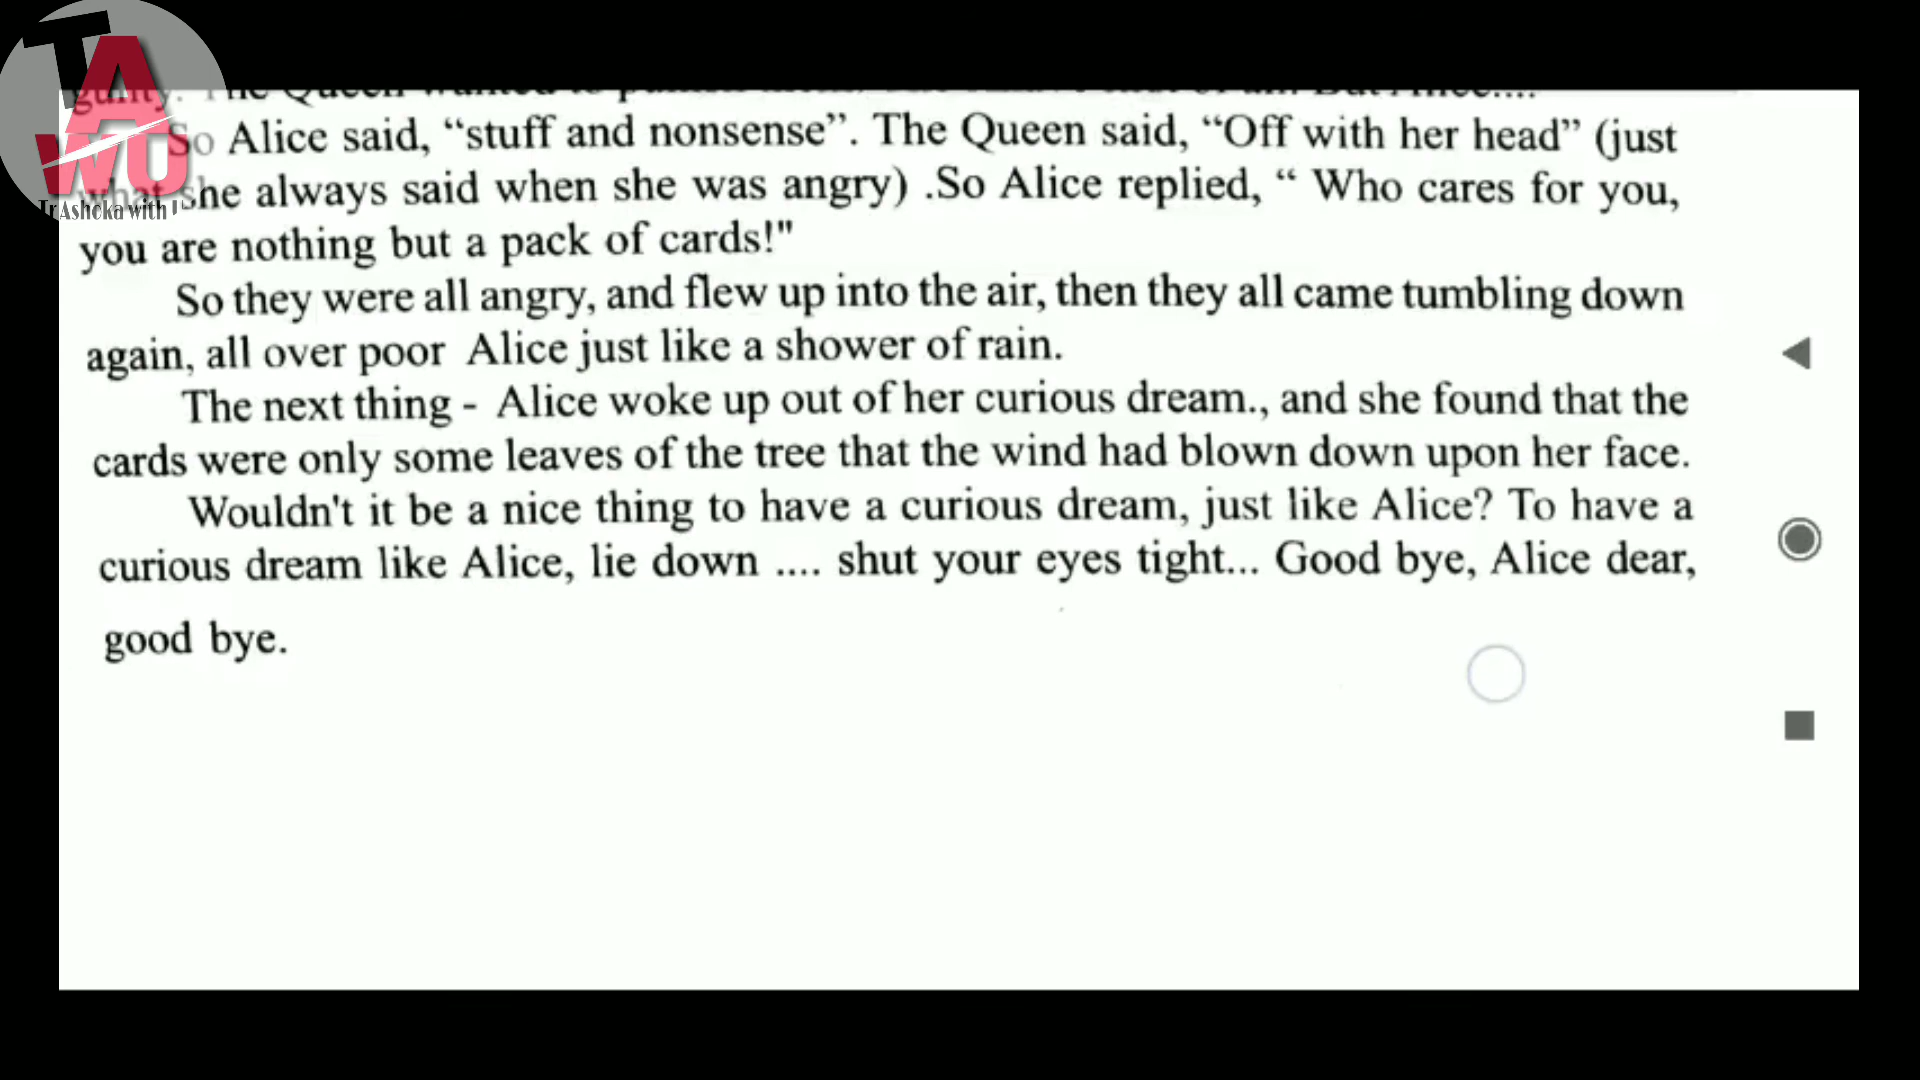 TA
WU
Tr Ashoka with U
So Alice said, “stuff and nonsense”. The Queen said, “Off with her head” (just
what she always said when she was angry) .So Alice replied, “ Who cares for you,
you are nothing but a pack of cards!"
So they were all angry, and flew up into the air, then they all came tumbling down
again, all over poor Alice just like a shower of rain.
The next thing - Alice woke up out of her curious dream., and she found that the
cards were only some leaves of the tree that the wind had blown down upon her face.
Wouldn't it be a nice thing to have a curious dream, just like Alice? To have a
curious dream like Alice, lie down .... shut your eyes tight... Good bye, Alice dear,
good bye.